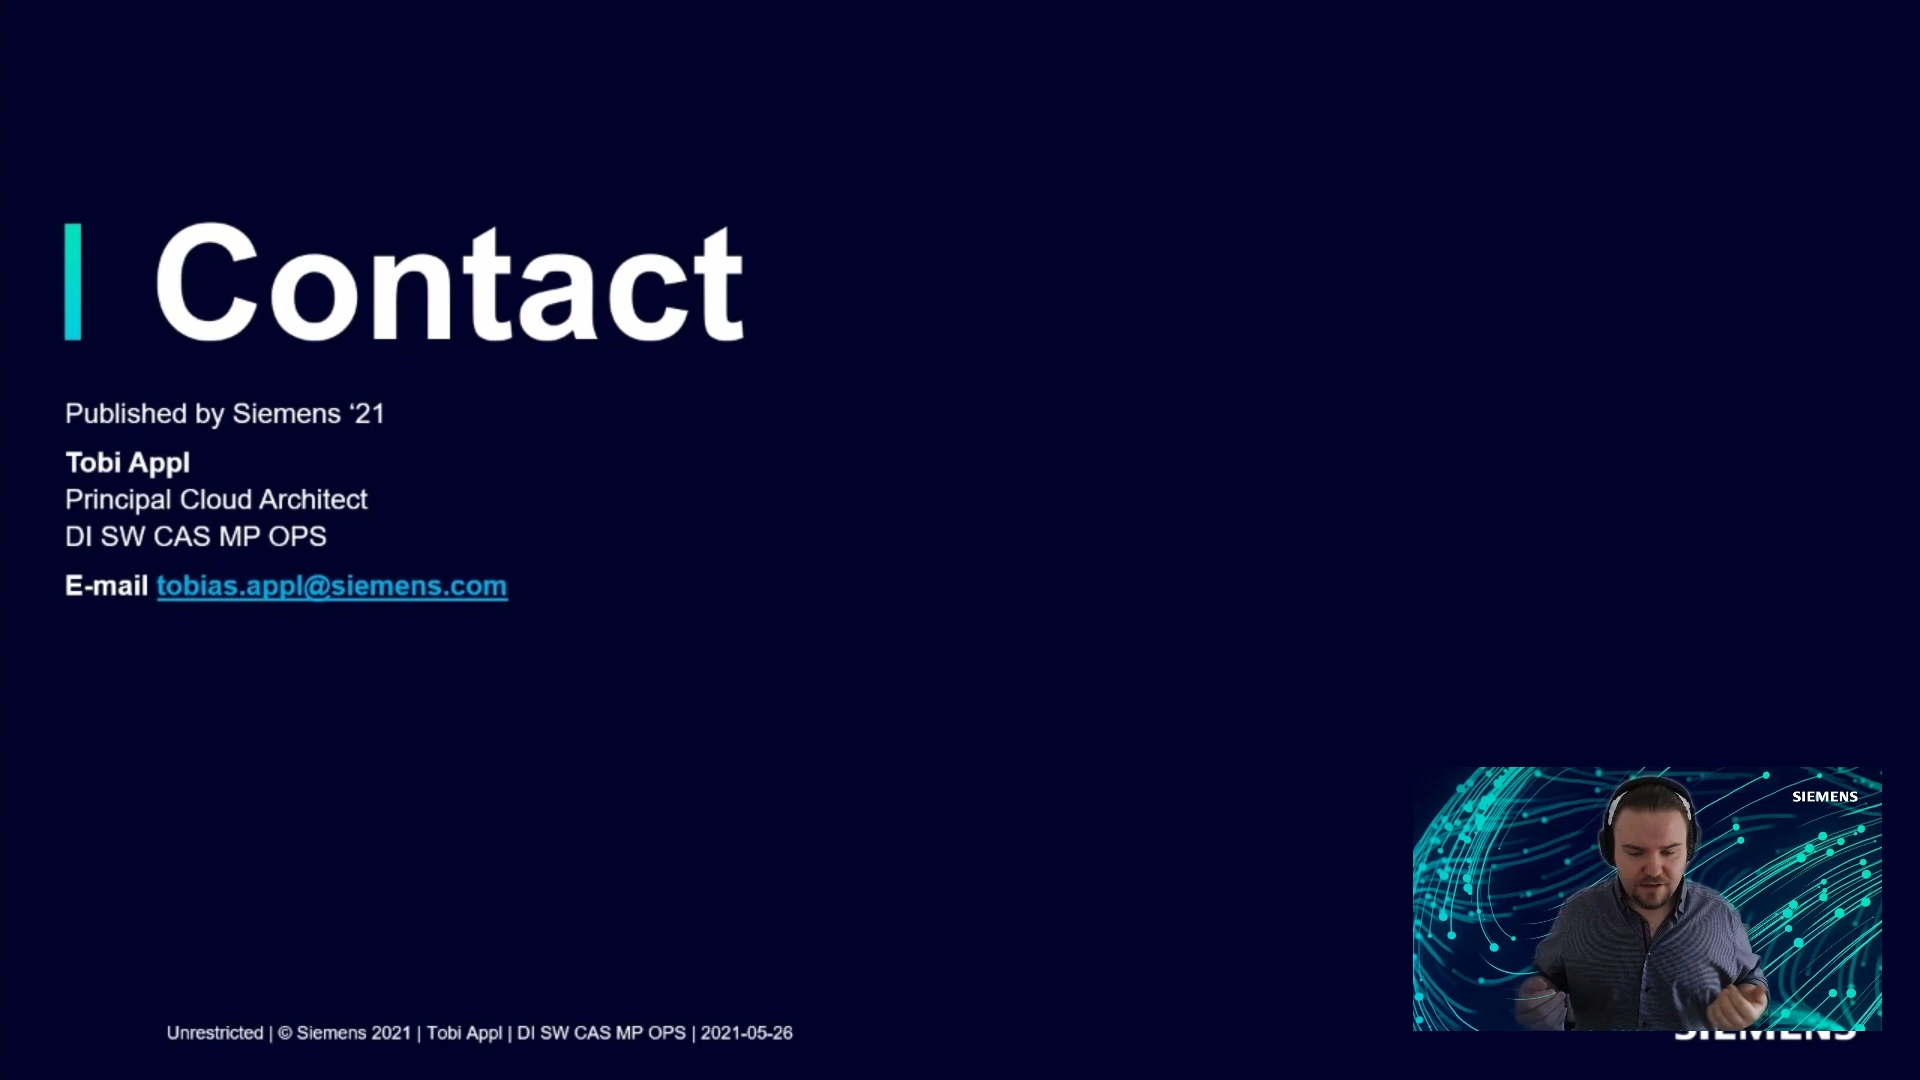 Contact
Published by Siemens ‘21
Tobi Appl
Principal Cloud Architect
DI SW CAS MP OPS
E-mail tobias.appl@siemens.com
SIEMENS
Unrestricted | © Siemens 2021 | Tobi Appl | DI SW CAS MP OPS | 2021-05-26
SIEMENS